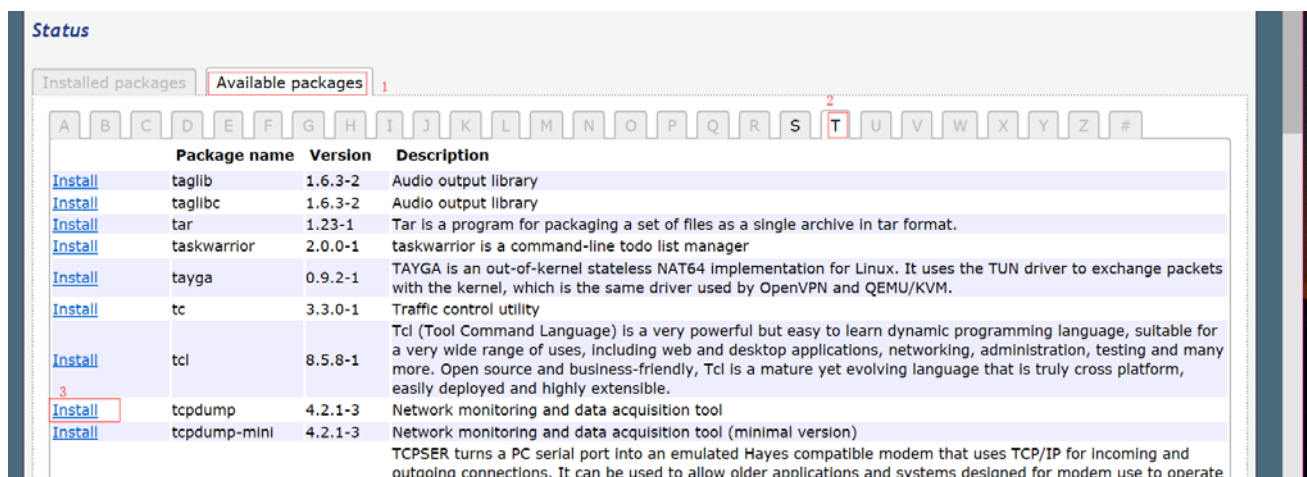 Status
Installed packages Available packages 1
2
A B C D E F G H I J K L M N O P Q R S T U V W X Y Z #
Package name Version Description
Install taglib 1.6.3-2 Audio output library
Install taglibc 1.6.3-2 Audio output library
Install tar 1.23-1 Tar is a program for packaging a set of files as a single archive in tar format.
Install taskwarrior 2.0.0-1 taskwarrior is a command-line todo list manager
Install tayga 0.9.2-1 TAYGA is an out-of-kernel stateless NAT64 implementation for Linux. It uses the TUN driver to exchange packets
with the kernel, which is the same driver used by OpenVPN and QEMU/KVM.
Install tc 3.3.0-1 Traffic control utility
Install tcl 8.5.8-1 Tcl (Tool Command Language) is a very powerful but easy to learn dynamic programming language, suitable for
a very wide range of uses, including web and desktop applications, networking, administration, testing and many
more. Open source and business-friendly, Tcl is a mature yet evolving language that is truly cross platform,
easily deployed and highly extensible.
3
Install tcpdump 4.2.1-3 Network monitoring and data acquisition tool
Install tcpdump-mini 4.2.1-3 Network monitoring and data acquisition tool (minimal version)
TCPSER turns a PC serial port into an emulated Hayes compatible modem that uses TCP/IP for incoming and
outgoing connections. It can be used to allow older applications and systems designed for modem use to operate